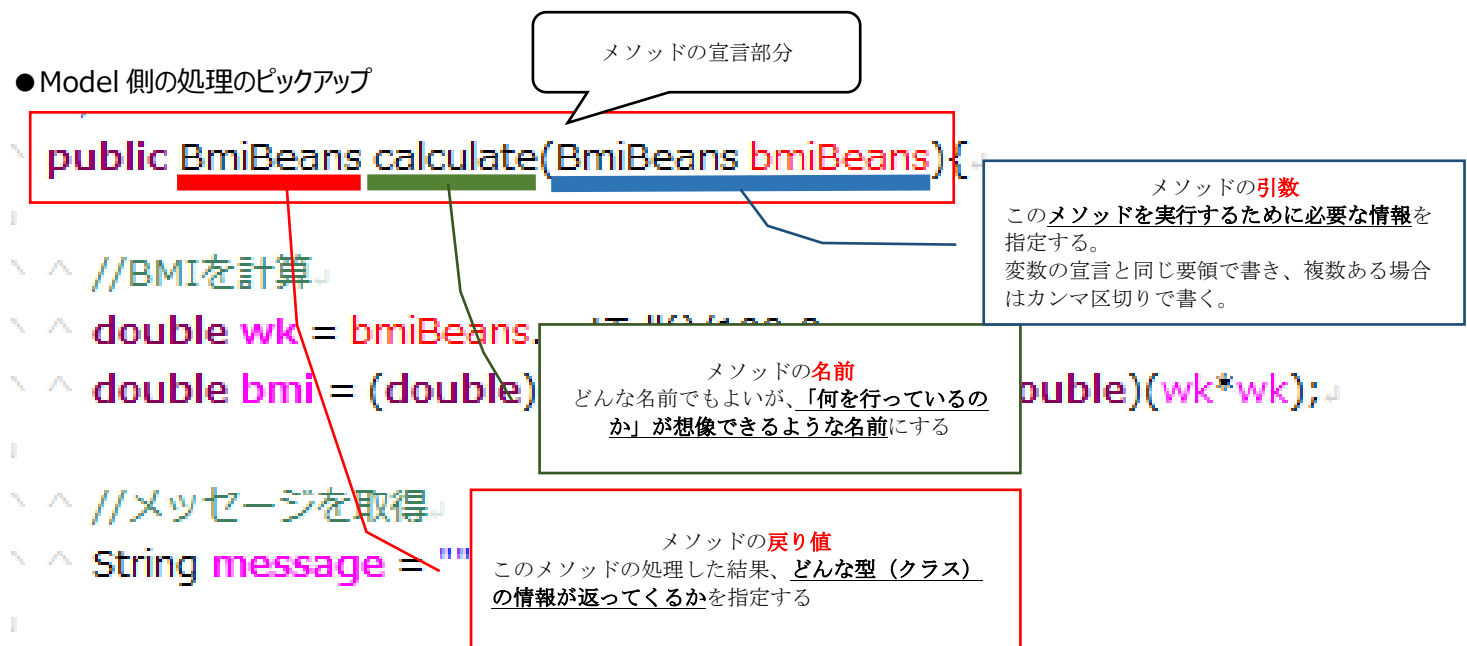 メソッドの宣言部分
●Model 側の処理のピックアップ
public BmiBeans calculate(BmiBeans bmiBeans){
メソッドの引数
このメソッドを実行するために必要な情報を
指定する。
変数の宣言と同じ要領で書き、複数ある場合
はカンマ区切りで書く。
//BMIを計算
double wk = bmiBeans.
double bmi = (double) ouble)(wk*wk);
メソッドの名前
どんな名前でもよいが、「何を行っているの
か」が想像できるような名前にする
//メッセージを取得
String message = ""
メソッドの戻り値
このメソッドの処理した結果、どんな型（クラス）
の情報が返ってくるかを指定する